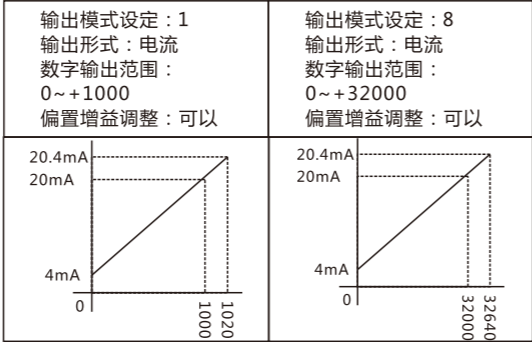 输出模式设定：1
输出形式：电流
数字输出范围：
0~+1000
偏置增益调整：可以
输出模式设定：8
输出形式：电流
数字输出范围：
0~+32000
偏置增益调整：可以
20.4mA
20mA
4mA
0
1000
1020
20.4mA
20mA
4mA
0
32000
32640